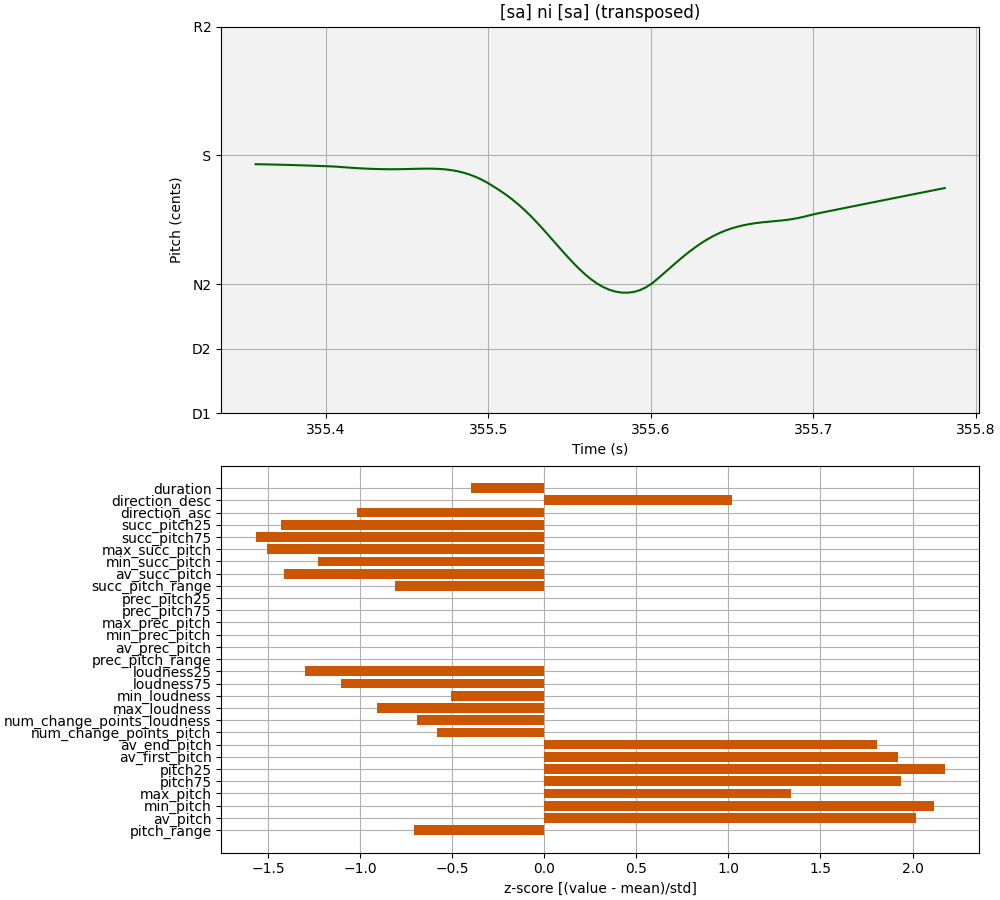 [sa] ni [sa] (transposed)
R2
S
N2
D2
D1
Pitch (cents)
355.4 355.5 355.6 355.7 355.8
Time (s)
duration
direction_desc
direction_asc
succ_pitch25
succ_pitch75
max_succ_pitch
min_succ_pitch
av_succ_pitch
succ_pitch_range
prec_pitch25
prec_pitch75
max_prec_pitch
min_prec_pitch
av_prec_pitch
prec_pitch_range
loudness25
loudness75
min_loudness
max_loudness
num_change_points_loudness
num_change_points_pitch
av_end_pitch
av_first_pitch
pitch25
pitch75
max_pitch
min_pitch
av_pitch
pitch_range
−1.5 −1.0 −0.5 0.0 0.5 1.0 1.5 2.0
z-score [(value - mean)/std]